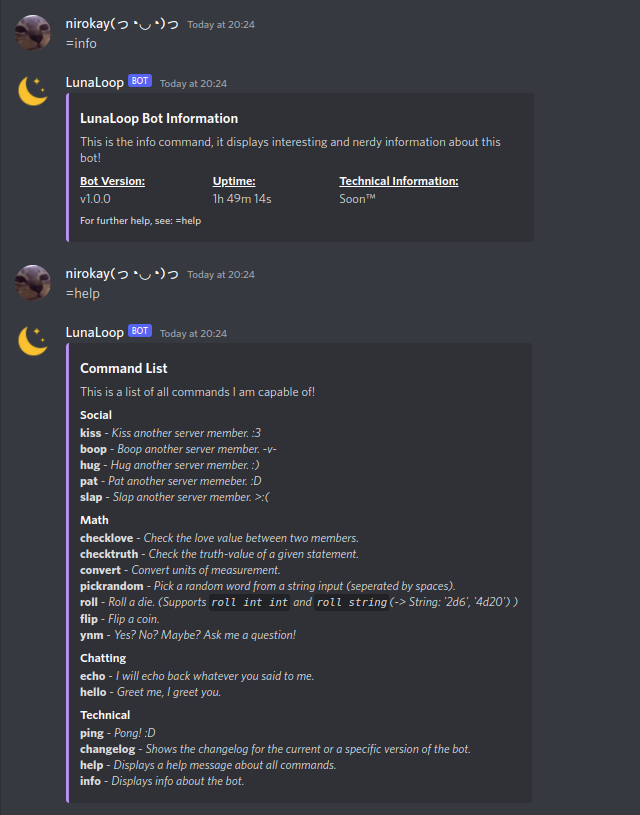 nirokay(っ◔◡◔)っ Today at 20:24
=info
LunaLoop BOT Today at 20:24
LunaLoop Bot Information
This is the info command, it displays interesting and nerdy information about this
bot!
Bot Version: Uptime: Technical Information:
v1.0.0 1h 49m 14s Soon™
For further help, see: =help
nirokay(っ◔◡◔)っ Today at 20:24
=help
LunaLoop BOT Today at 20:24
Command List
This is a list of all commands I am capable of!
Social
kiss - Kiss another server member. :3
boop - Boop another server member. -v-
hug - Hug another server member. :)
pat - Pat another server memeber. :D
slap - Slap another server member. >:(
Math
checklove - Check the love value between two members.
checktruth - Check the truth-value of a given statement.
convert - Convert units of measurement.
pickrandom - Pick a random word from a string input (seperated by spaces).
roll - Roll a die. (Supports roll int int and roll string (-> String: '2d6', '4d20') )
flip - Flip a coin.
ynm - Yes? No? Maybe? Ask me a question!
Chatting
echo - I will echo back whatever you said to me.
hello - Greet me, I greet you.
Technical
ping - Pong! :D
changelog - Shows the changelog for the current or a specific version of the bot.
help - Displays a help message about all commands.
info - Displays info about the bot.